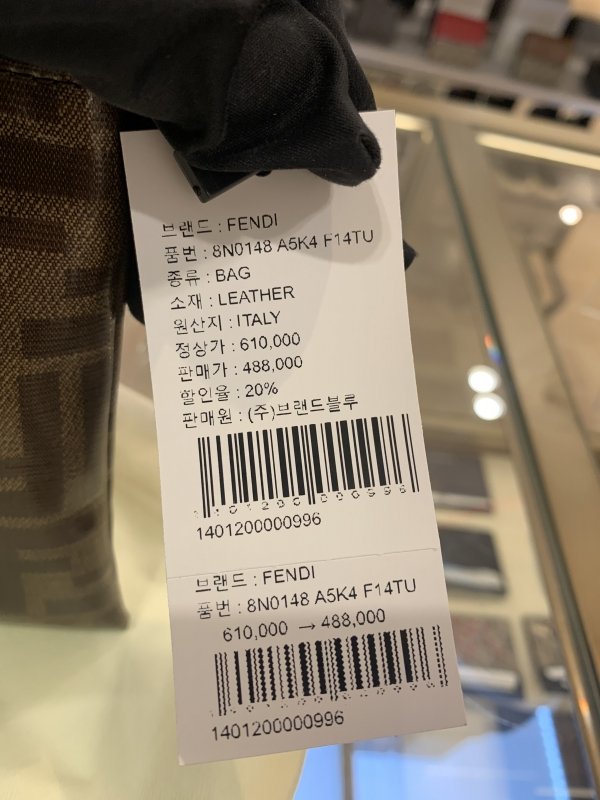 브랜드 : FENDI
품번 : 8N0148 A5K4 F14TU
종류 : BAG
소재 : LEATHER
원산지 : ITALY
정상가 : 610,000
판매가 : 488,000
할인율 : 20%
판매원 : (주)브랜드블루
1401200000996
1401200000996
브랜드 : FENDI
품번 : 8N0148 A5K4 F14TU
610,000 → 488,000
1401200000996